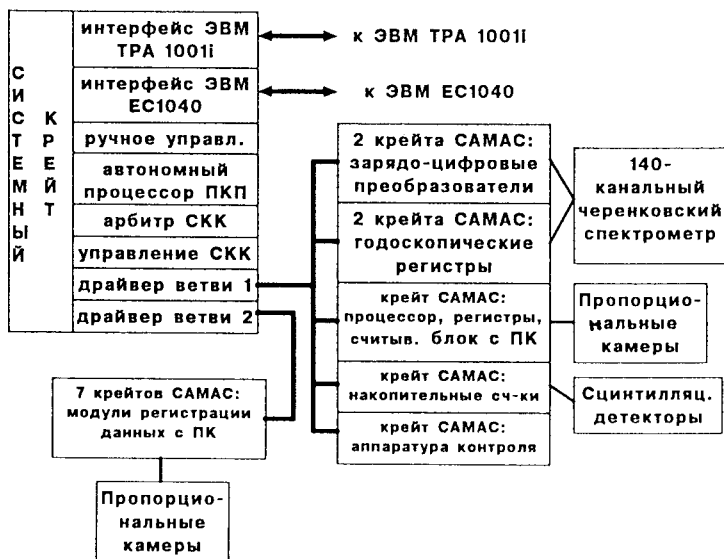 СИСТЕМНЫЙ
КРЕЙТ
интерфейс ЭВМ
ТРА 1001i
интерфейс ЭВМ
ЕС1040
ручное управл.
автономный
процессор ПКП
арбитр СКК
управление СКК
драйвер ветви 1
драйвер ветви 2
к ЭВМ ТРА 1001i
к ЭВМ ЕС1040
2 крейта САМАС:
зарядо-цифровые
преобразователи
2 крейта САМАС:
годоскопические
регистры
крейт САМАС:
процессор, регистры,
считыв. блок с ПК
крейт САМАС:
накопительные сч-ки
крейт САМАС:
аппаратура контроля
140-
канальный
черенковский
спектрометр
Пропорцио-
нальные
камеры
Сцинтилляц.
детекторы
7 крейтов САМАС:
модули регистрации
данных с ПК
Пропорцио-
нальные
камеры